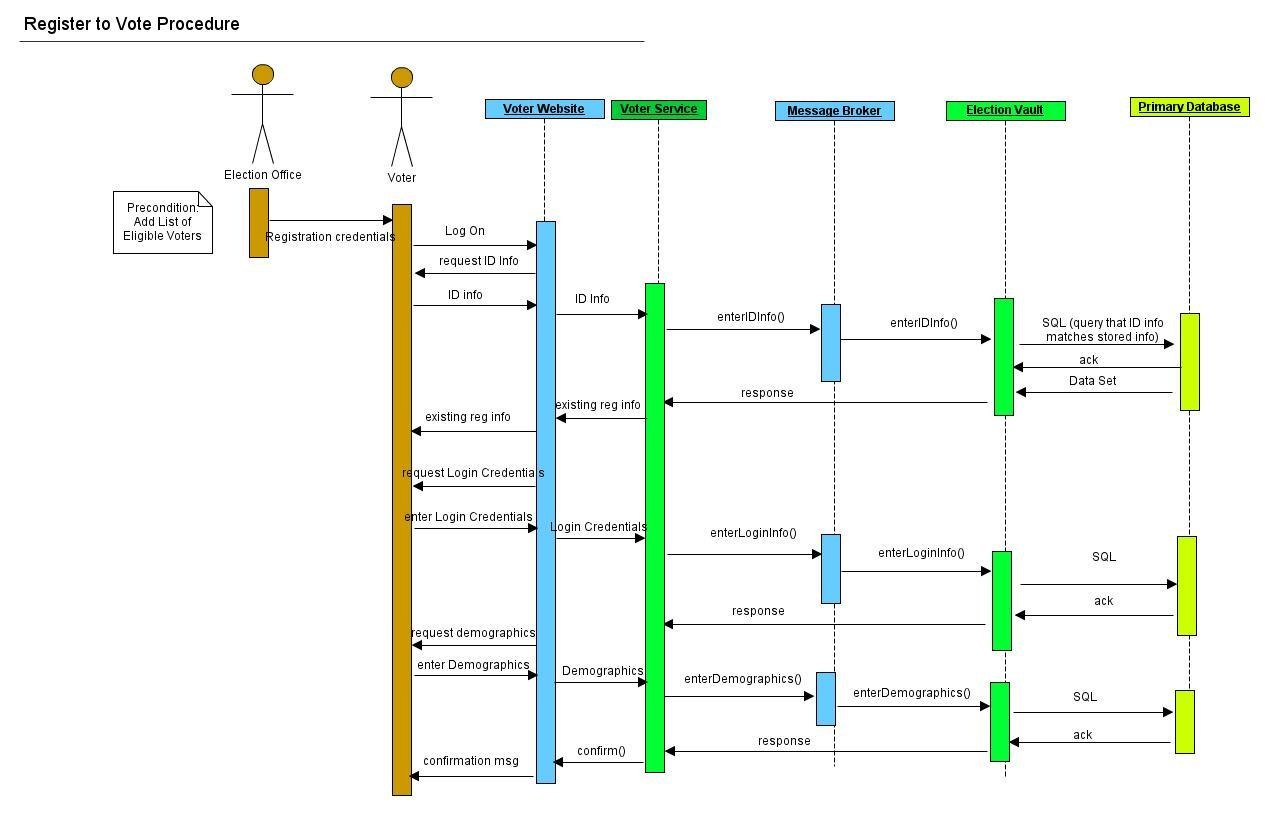 Register to Vote Procedure
Voter Website
Voter Service
Message Broker
Election Vault
Primary Database
Election Office
Voter
Precondition:
Add List of
Eligible Voters
Registration credentials
Log On
request ID Info
ID info
ID Info
enterIDInfo()
enterIDInfo()
SQL (query that ID info
matches stored info)
ack
Data Set
response
existing reg info
existing reg info
request Login Credentials
enter Login Credentials
Login Credentials
enterLoginInfo()
enterLoginInfo()
SQL
ack
response
request demographics
enter Demographics
Demographics
enterDemographics()
enterDemographics()
SQL
ack
response
confirm()
confirmation msg